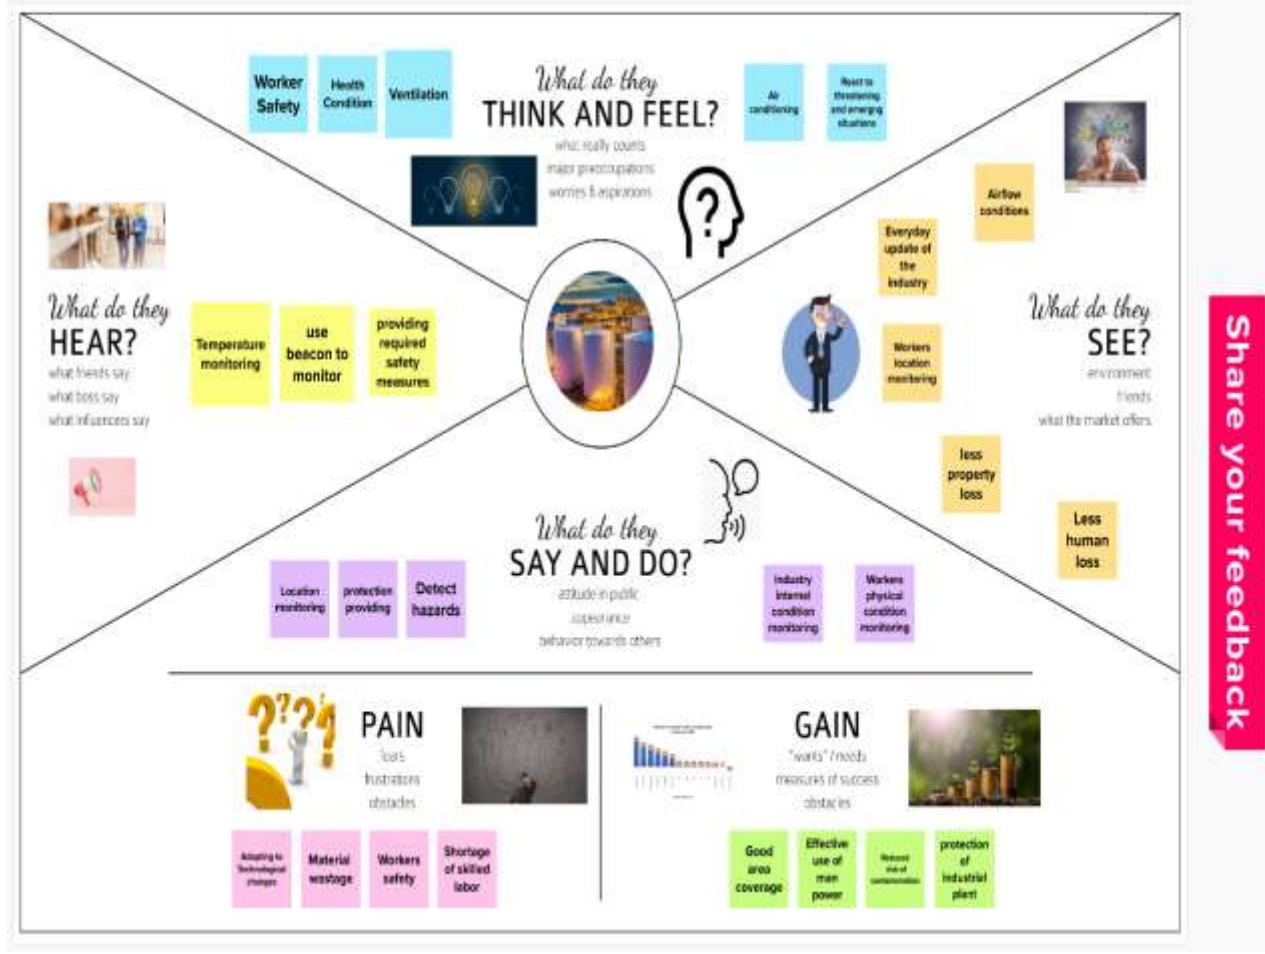 What do they
THINK AND FEEL?
what really counts
major preoccupations
worries & aspirations
Worker
Safety
Health
Condition
Ventilation
Air
conditioning
React to
threatening
and emerging
situations
What do they
HEAR?
what friends say
what boss say
what influencers say
Temperature
monitoring
use
beacon to
monitor
providing
required
safety
measures
What do they
SEE?
environment
friends
what the market offers
Airflow
conditions
Everyday
update of
the
industry
Workers
location
monitoring
less
property
loss
Less
human
loss
What do they
SAY AND DO?
attitude in public
appearance
behavior towards others
Location
monitoring
protection
providing
Detect
hazards
Industry
internal
condition
monitoring
Workers
physical
condition
monitoring
PAIN
fears
frustrations
obstacles
Adapting to
Technological
changes
Material
wastage
Workers
safety
Shortage
of skilled
labor
GAIN
"wants" / needs
measures of success
obstacles
Good
area
coverage
Effective
use of
man
power
Reduced
risk of
contamination
protection
of
industrial
plant
Share your feedback